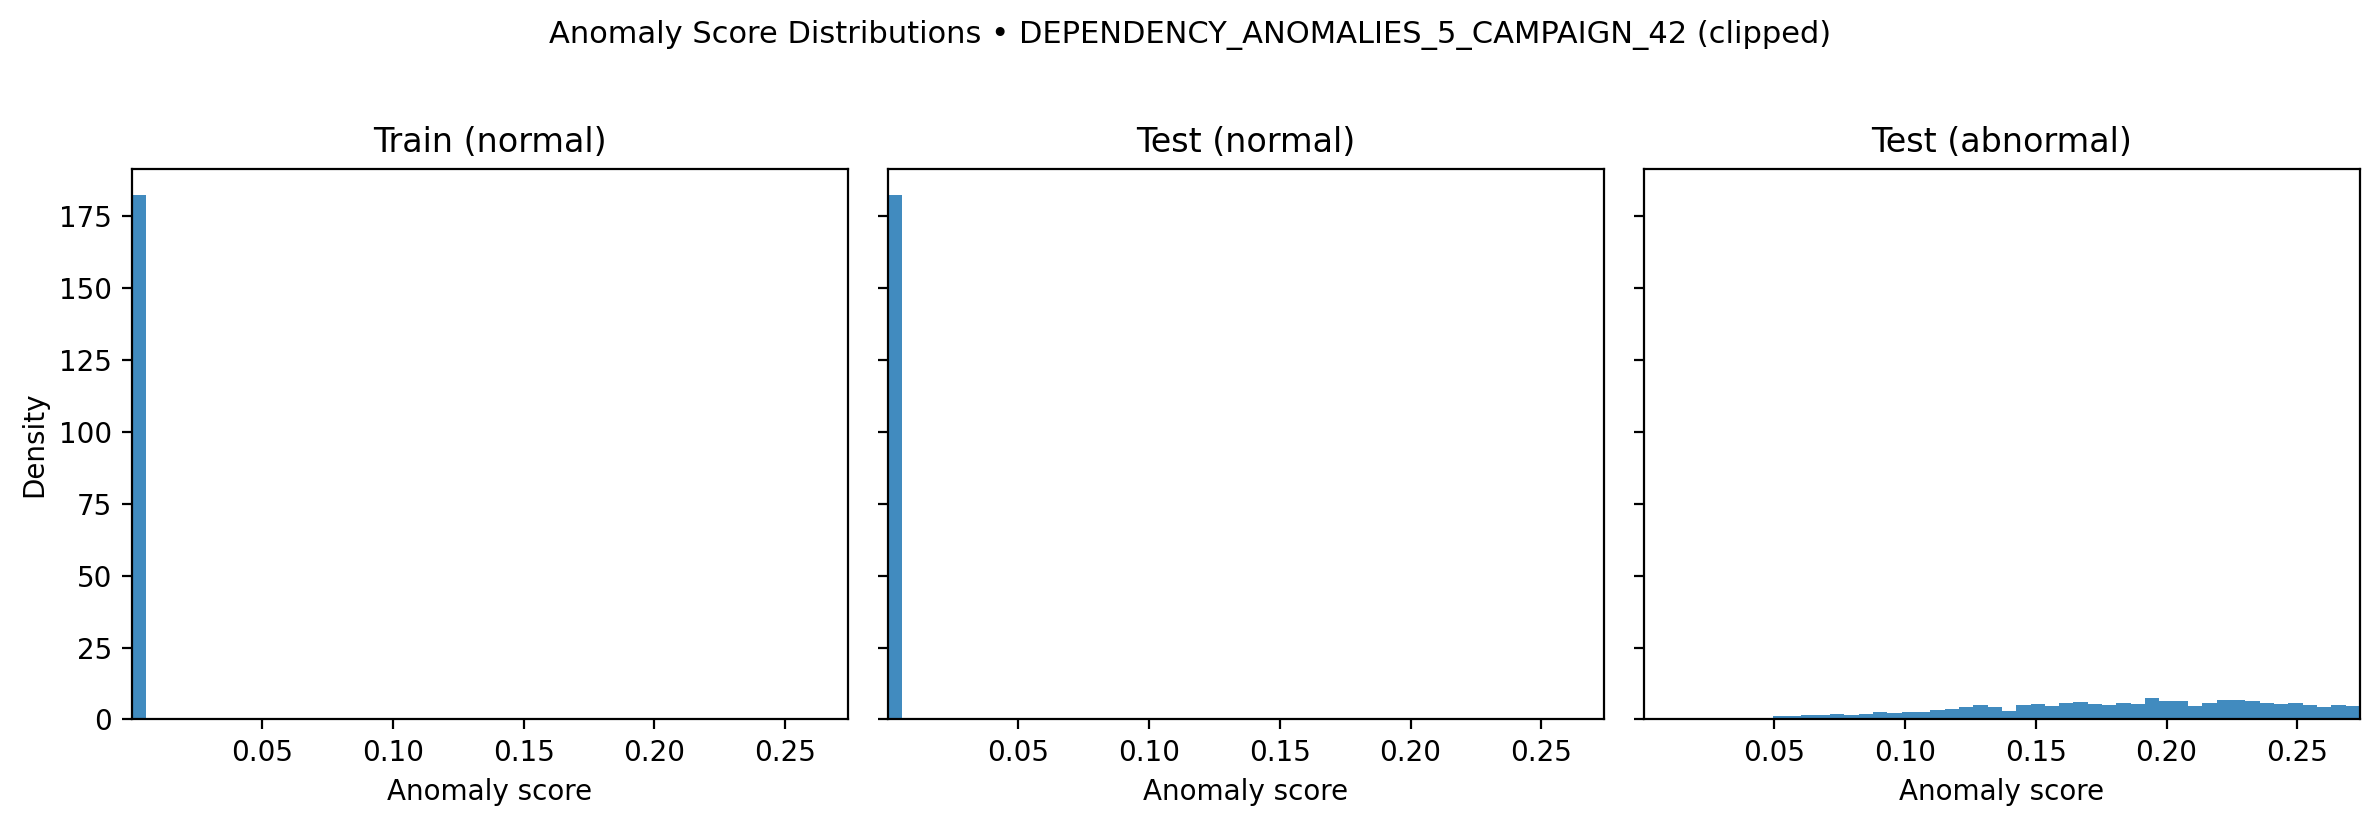 Anomaly Score Distributions • DEPENDENCY_ANOMALIES_5_CAMPAIGN_42 (clipped)
Train (normal)
Test (normal)
Test (abnormal)
Density
175
150
125
100
75
50
25
0
0.05 0.10 0.15 0.20 0.25
0.05 0.10 0.15 0.20 0.25
0.05 0.10 0.15 0.20 0.25
Anomaly score
Anomaly score
Anomaly score